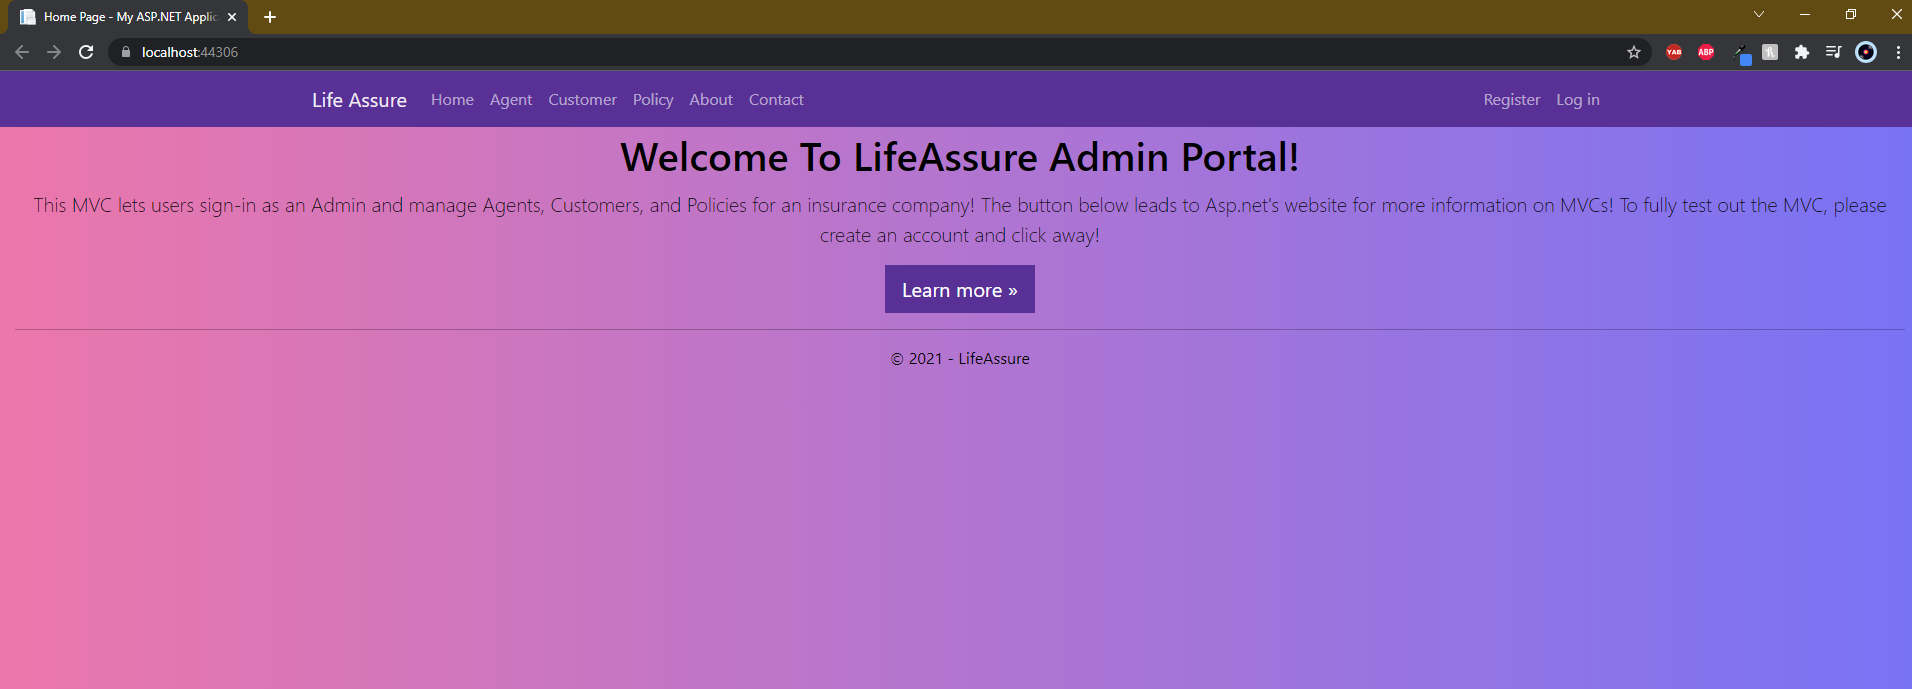 Home Page - My ASP.NET Applic
localhost:44306
YAB
ABP
Life Assure Home Agent Customer Policy About Contact Register Log in
Welcome To LifeAssure Admin Portal!
This MVC lets users sign-in as an Admin and manage Agents, Customers, and Policies for an insurance company! The button below leads to Asp.net's website for more information on MVCs! To fully test out the MVC, please
create an account and click away!
Learn more »
© 2021 - LifeAssure